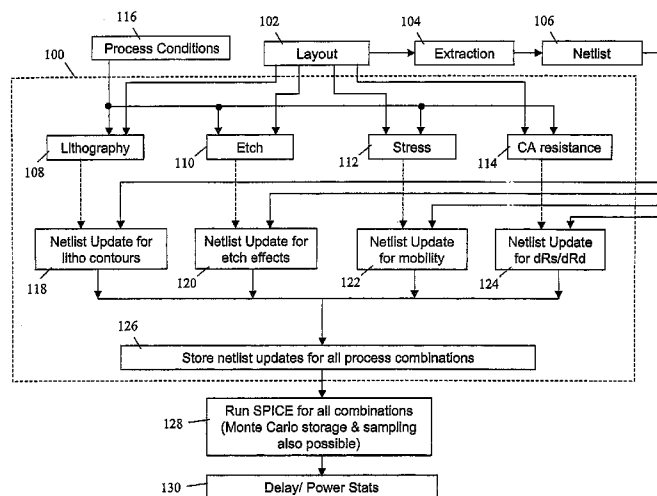 116
102
104
106
Process Conditions
Layout
Extraction
Netlist
100
Lithography
Etch
Stress
CA resistance
108
110
112
114
Netlist Update for
litho contours
Netlist Update for
etch effects
Netlist Update
for mobility
Netlist Update
for dRs/dRd
118
120
122
124
126
Store netlist updates for all process combinations
128
Run SPICE for all combinations
(Monte Carlo storage & sampling
also possible)
130
Delay/ Power Stats